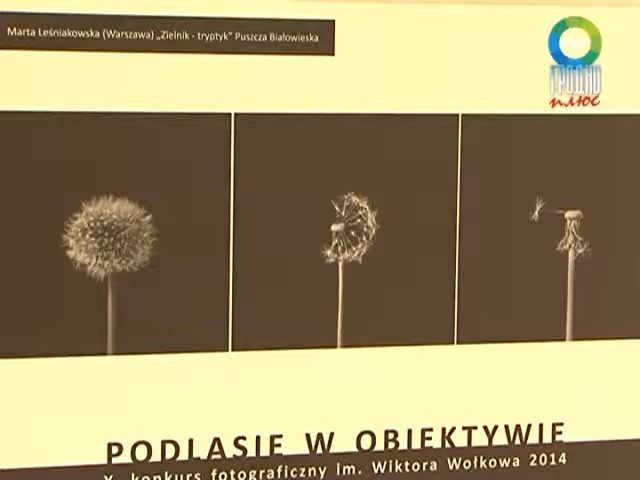 Marta Leśniakowska (Warszawa) „Zielnik - tryptyk" Puszcza Białowieska
ГРОДНО
плюс
PODLASIE W OBIEKTYWIE
X konkurs fotograficzny im. Wiktora Wołkowa 2014